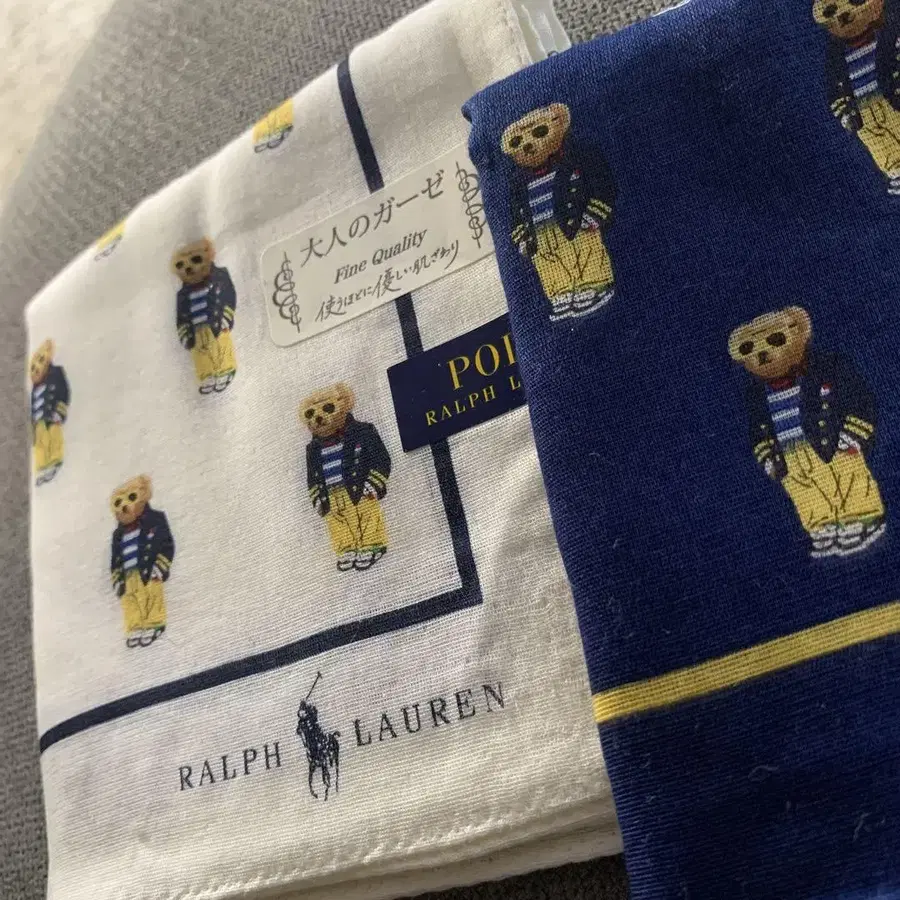 大人のガーゼ
Fine Quality
使うほどに優しい肌ざわり
POL
RALPH L
RALPH LAUREN